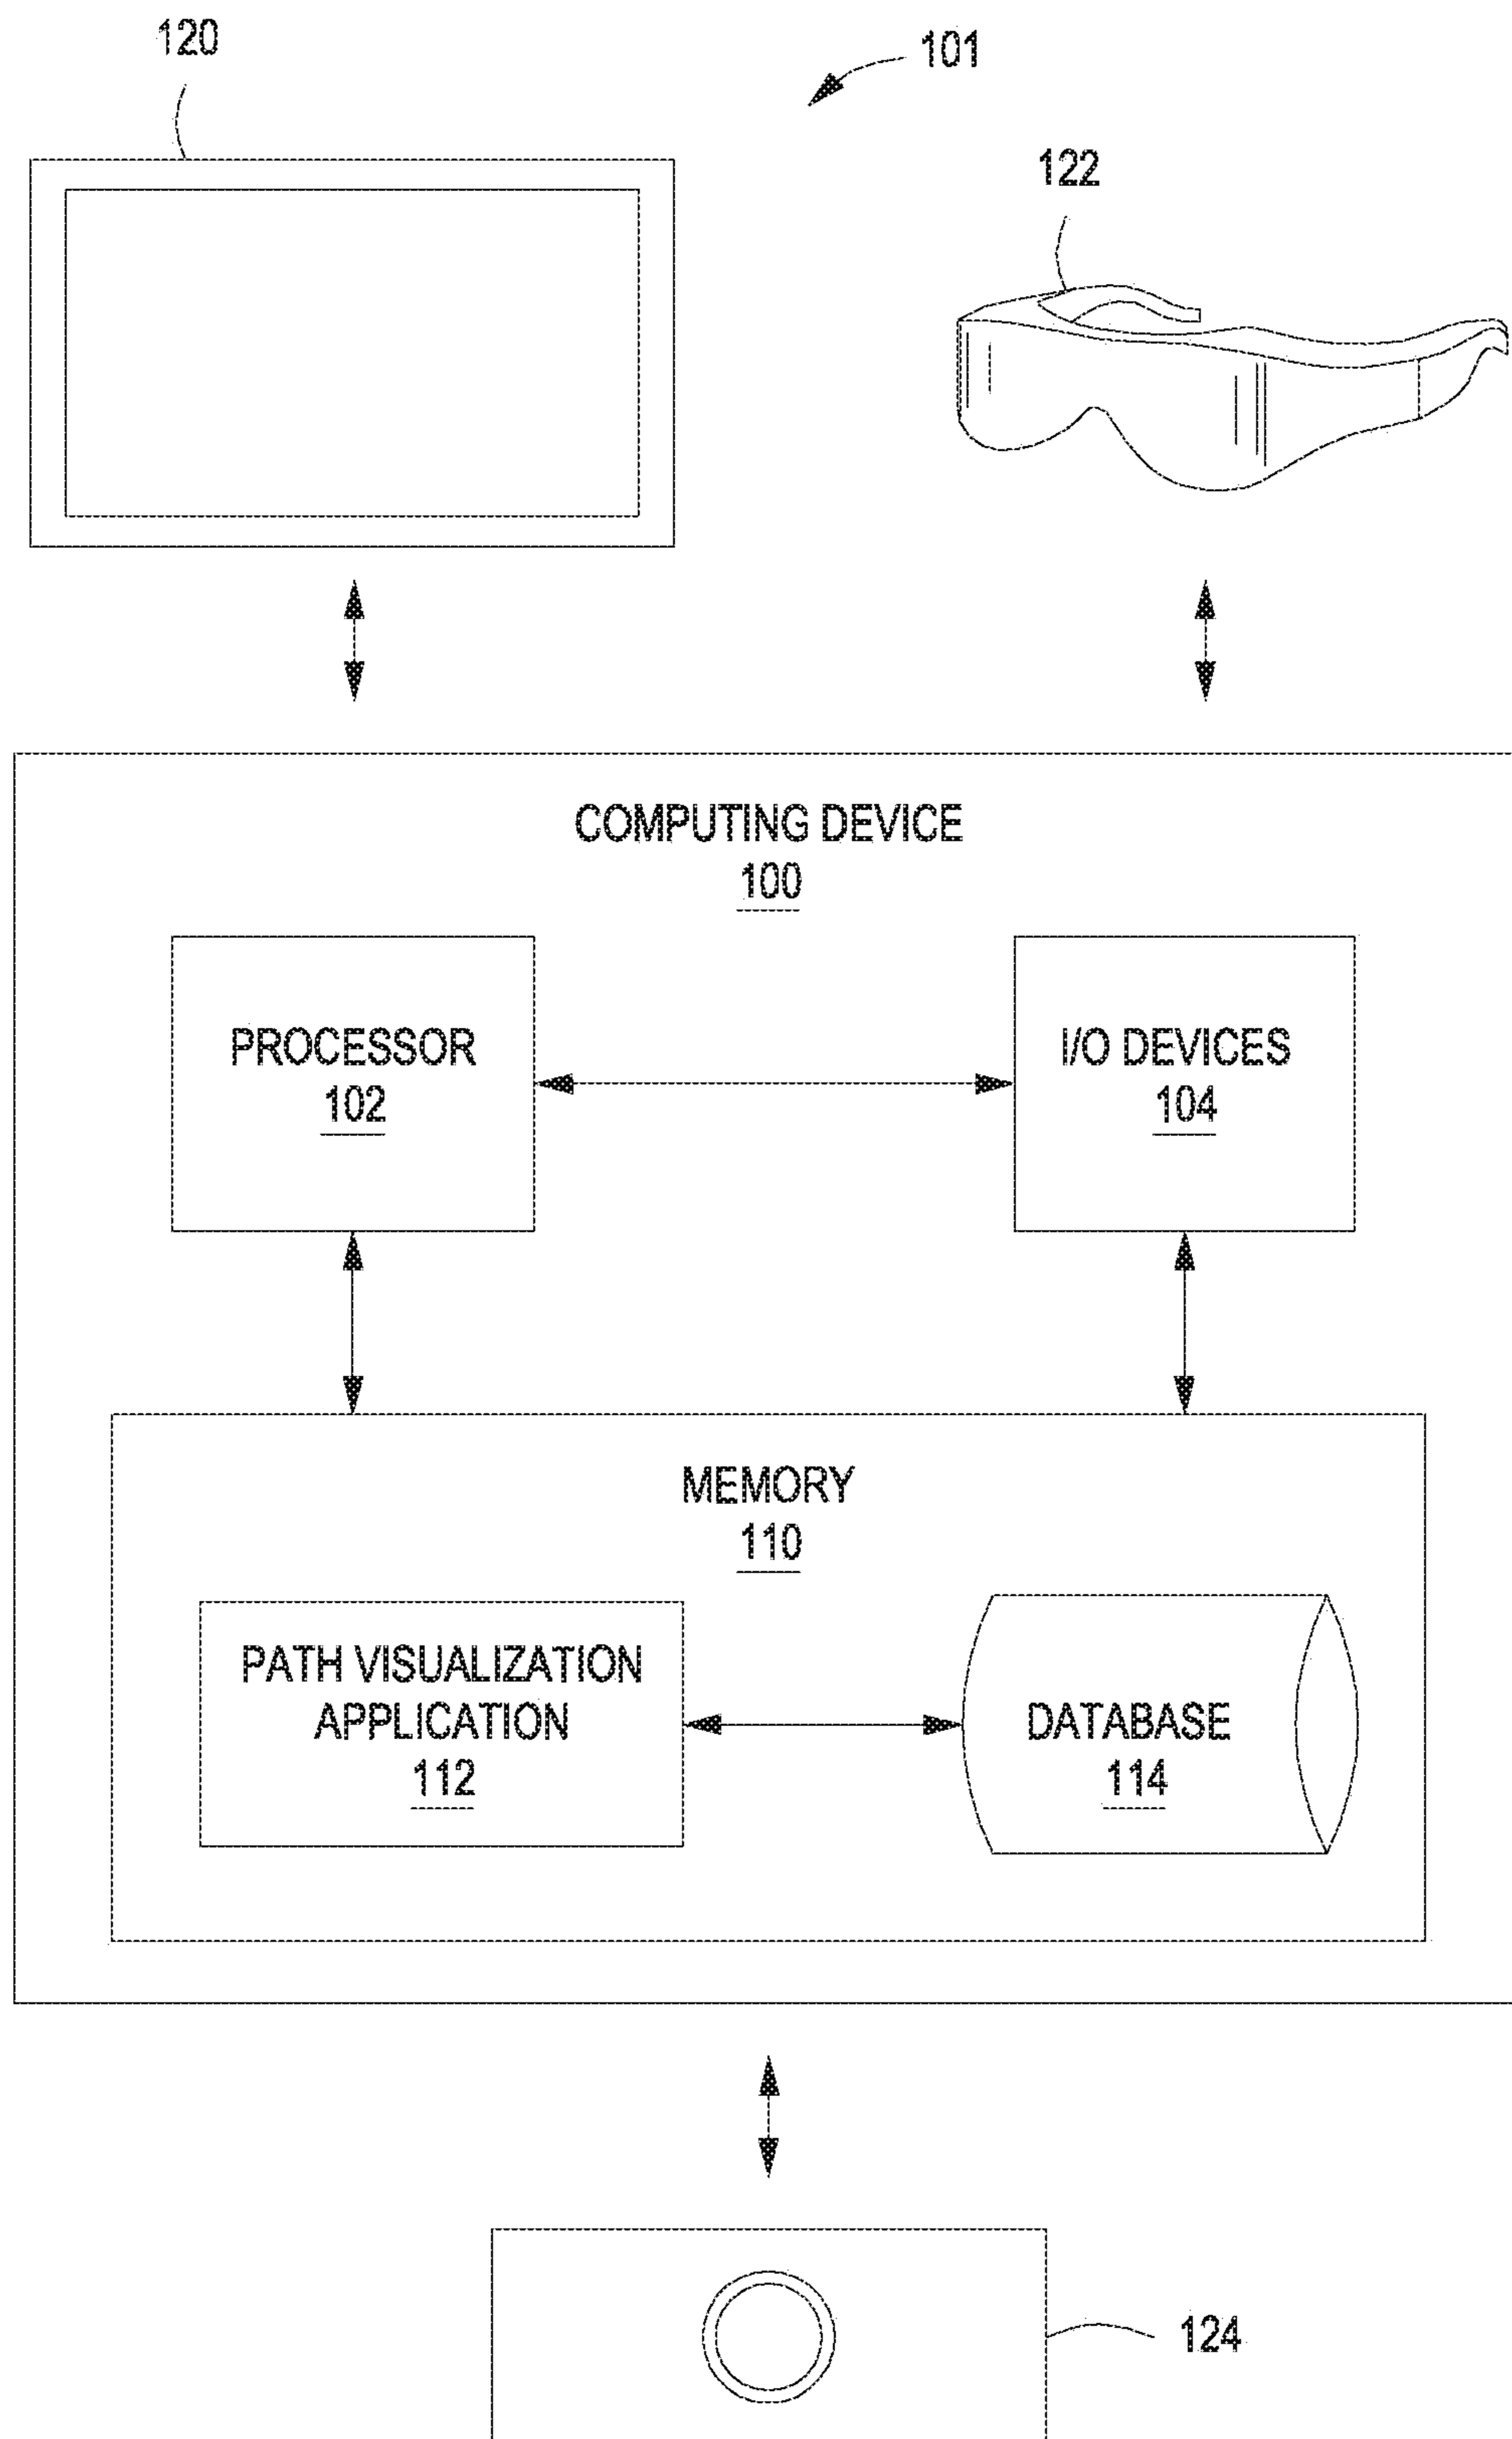 120
101
122
COMPUTING DEVICE
100
PROCESSOR
102
I/O DEVICES
104
MEMORY
110
PATH VISUALIZATION
APPLICATION
112
DATABASE
114
124